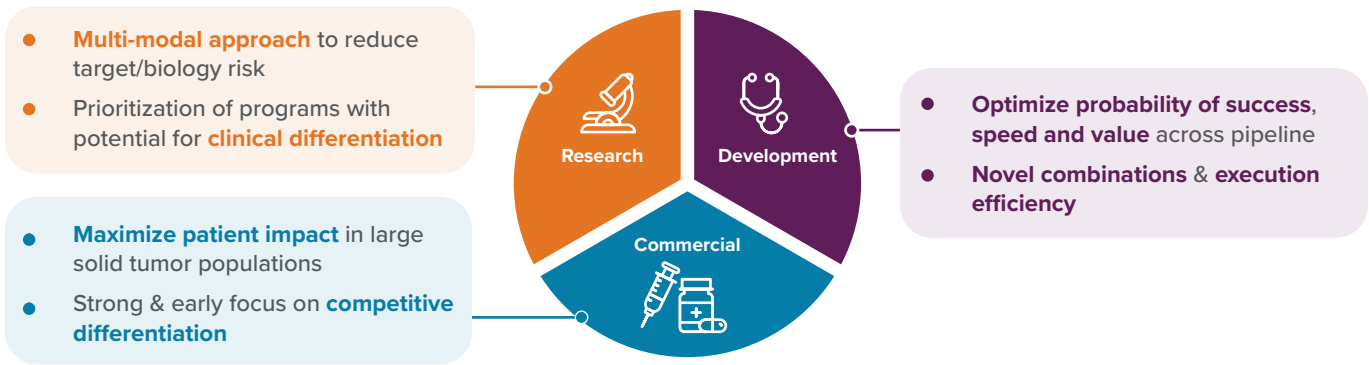 Multi-modal approach to reduce
target/biology risk
Prioritization of programs with
potential for clinical differentiation
Maximize patient impact in large
solid tumor populations
Strong & early focus on competitive
differentiation
Research
Development
Commercial
Optimize probability of success,
speed and value across pipeline
Novel combinations & execution
efficiency